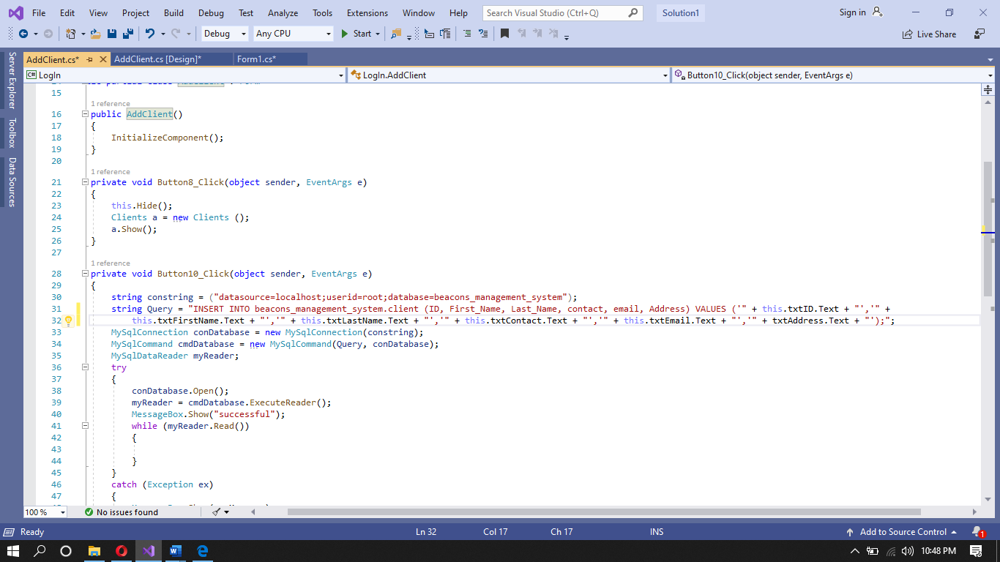 File Edit View Project Build Debug Test Analyze Tools Extensions Window Help Search Visual Studio (Ctrl+Q) Solution1 Sign in
Debug Any CPU Start Live Share
AddClient.cs* AddClient.cs [Design]* Form1.cs*
Server Explorer
Toolbox
Data Sources
C# LogIn LogIn.AddClient Button10_Click(object sender, EventArgs e)
15
1 reference
16 public AddClient()
17 {
18 InitializeComponent();
19 }
20
1 reference
21 private void Button8_Click(object sender, EventArgs e)
22 {
23 this.Hide();
24 Clients a = new Clients ();
25 a.Show();
26 }
27
1 reference
28 private void Button10_Click(object sender, EventArgs e)
29 {
30 string constring = ("datasource=localhost;userid=root;database=beacons_management_system");
31 string Query = "INSERT INTO beacons_management_system.client (ID, First_Name, Last_Name, contact, email, Address) VALUES ('" + this.txtID.Text + "','" +
32 this.txtFirstName.Text + "','" + this.txtLastName.Text + "','" + this.txtContact.Text + "','" + this.txtEmail.Text + "','" + txtAddress.Text + "');";
33 MySqlConnection conDatabase = new MySqlConnection(constring);
34 MySqlCommand cmdDatabase = new MySqlCommand(Query, conDatabase);
35 MySqlDataReader myReader;
36 try
37 {
38 conDatabase.Open();
39 myReader = cmdDatabase.ExecuteReader();
40 MessageBox.Show("successful");
41 while (myReader.Read())
42 {
43
44 }
45 }
46 catch (Exception ex)
47 {
100 % No issues found
Ready Ln 32 Col 17 Ch 17 INS Add to Source Control 1
10:48 PM